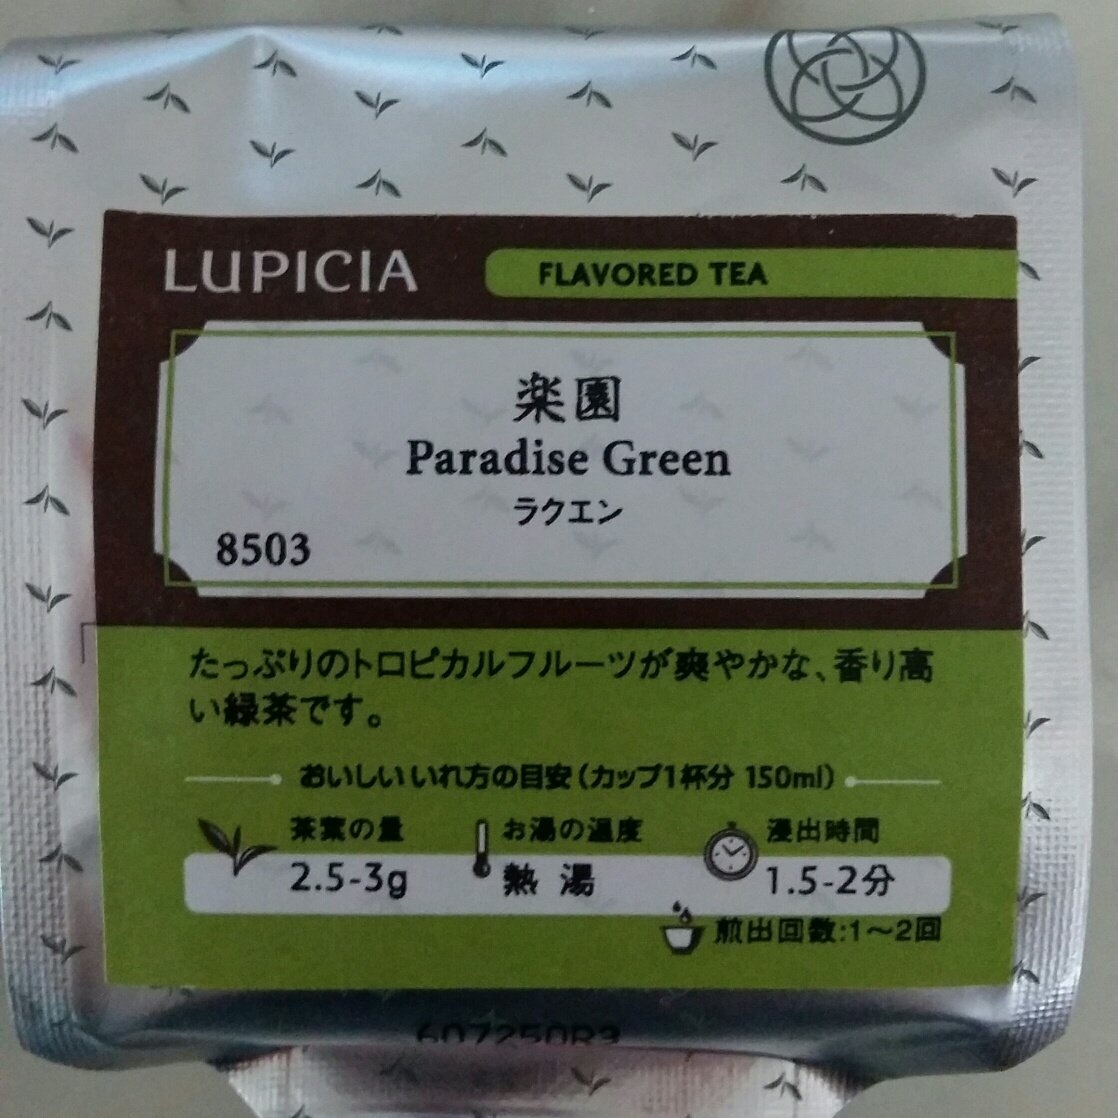 LUPICIA
FLAVORED TEA
楽園
Paradise Green
ラクエン
8503
たっぷりのトロピカルフルーツが爽やかな、香り高
い緑茶です。
おいしいいれ方の目安(カップ1杯分 150ml)
茶葉の量 お湯の温度 浸出時間
2.5-3g 熱 湯 1.5-2分
煎出回数:1〜2回